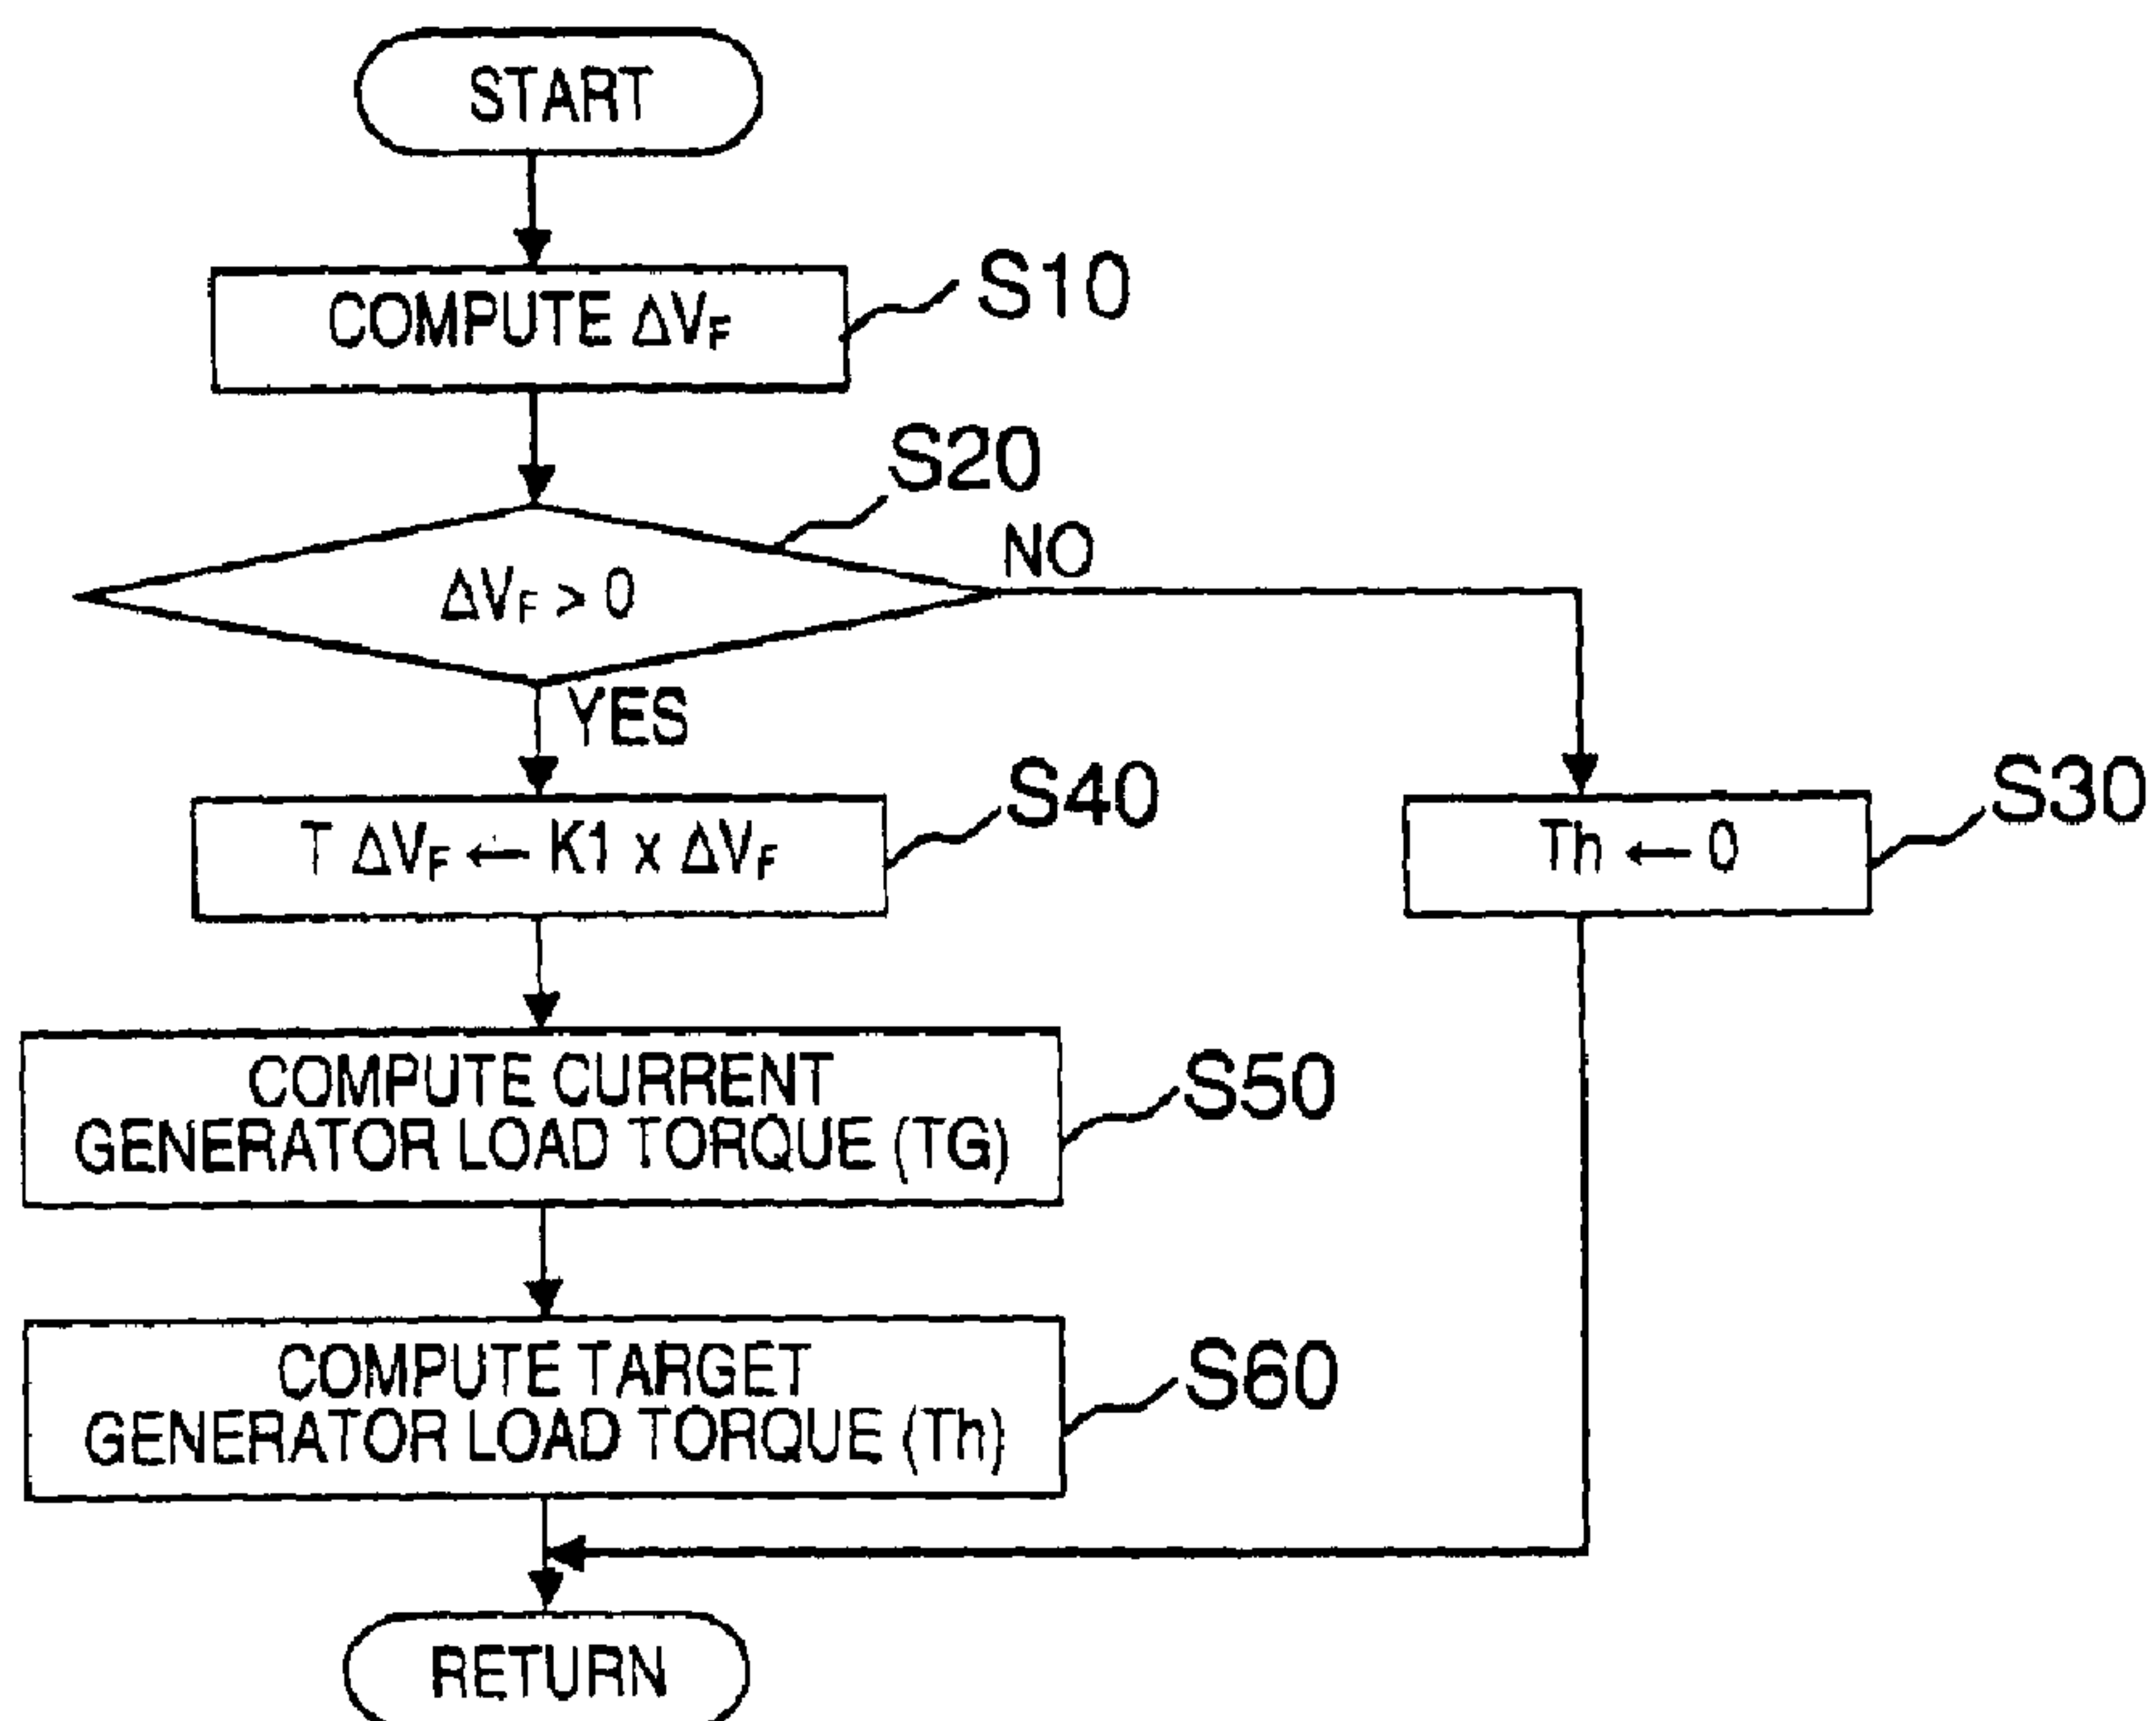 START
COMPUTE ΔVF
S10
S20
ΔVF > 0
NO
YES
T ΔVF ← K1 x ΔVF
S40
Th ← 0
S30
COMPUTE CURRENT
GENERATOR LOAD TORQUE (TG)
S50
COMPUTE TARGET
GENERATOR LOAD TORQUE (Th)
S60
RETURN